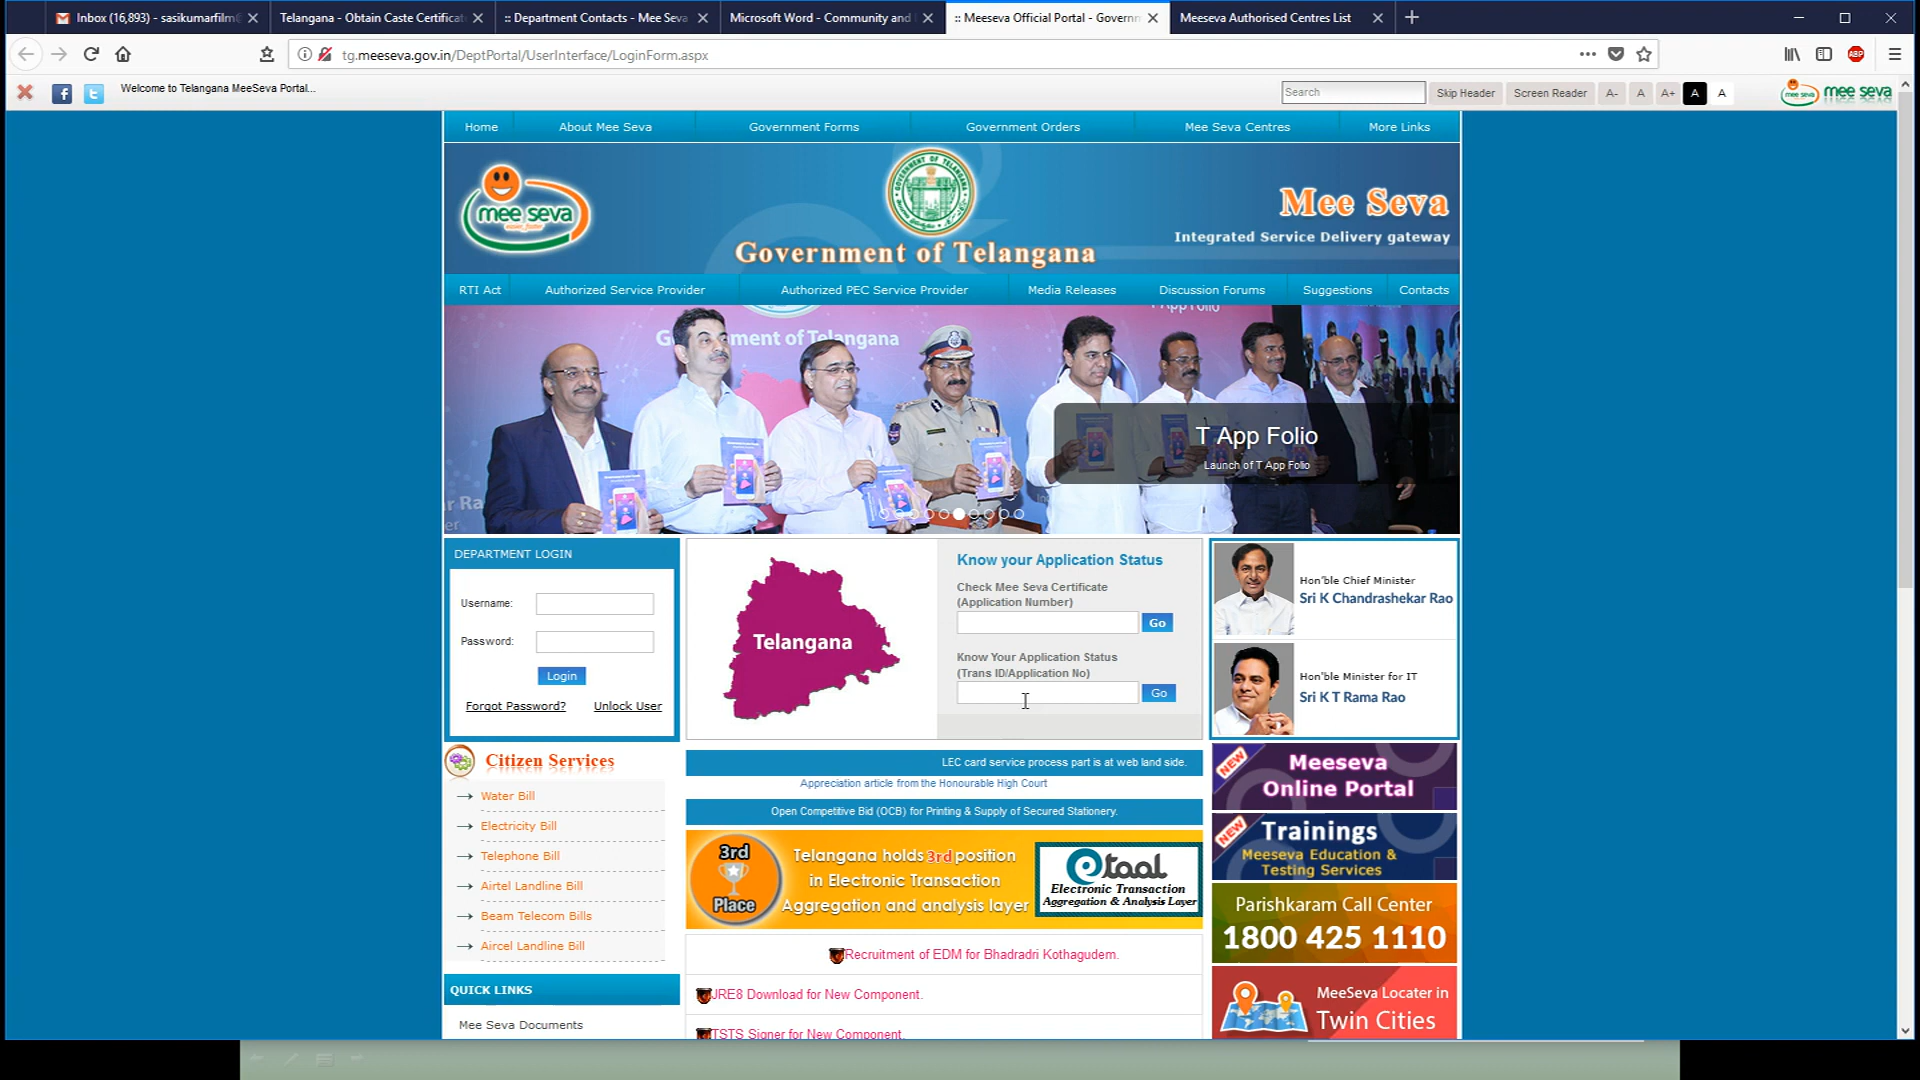 Inbox (16,893) - sasikumarfilm
Telangana - Obtain Caste Certificat
:: Department Contacts - Mee Seva
Microsoft Word - Community and
:: Meeseva Official Portal - Governm
Meeseva Authorised Centres List
tg.meeseva.gov.in/DeptPortal/UserInterface/LoginForm.aspx
ABP
Welcome to Telangana MeeSeva Portal...
Search
Skip Header
Screen Reader
A-
A
A+
A
A
mee seva
mee seva
Home
About Mee Seva
Government Forms
Government Orders
Mee Seva Centres
More Links
mee seva
GOVERNMENT OF TELANGANA
Government of Telangana
Mee Seva
Integrated Service Delivery gateway
RTI Act
Authorized Service Provider
Authorized PEC Service Provider
Media Releases
Discussion Forums
Suggestions
Contacts
T App Folio
Launch of T App Folio
DEPARTMENT LOGIN
Username:
Password:
Login
Forgot Password?
Unlock User
Telangana
Know your Application Status
Check Mee Seva Certificate
(Application Number)
Go
Know Your Application Status
(Trans ID/Application No)
Go
Hon'ble Chief Minister
Sri K Chandrashekar Rao
Hon'ble Minister for IT
Sri K T Rama Rao
Citizen Services
Water Bill
Electricity Bill
Telephone Bill
Airtel Landline Bill
Beam Telecom Bills
Aircel Landline Bill
QUICK LINKS
Mee Seva Documents
LEC card service process part is at web land side.
Appreciation article from the Honourable High Court
Open Competitive Bid (OCB) for Printing & Supply of Secured Stationery.
3rd
Place
Telangana holds 3rd position
in Electronic Transaction
Aggregation and analysis layer
etaal
Electronic Transaction
Aggregation & Analysis Layer
Recruitment of EDM for Bhadradri Kothagudem.
JRE8 Download for New Component.
TSTS Signer for New Component.
NEW
Meeseva
Online Portal
NEW
Trainings
Meeseva Education &
Testing Services
Parishkaram Call Center
1800 425 1110
MeeSeva Locater in
Twin Cities